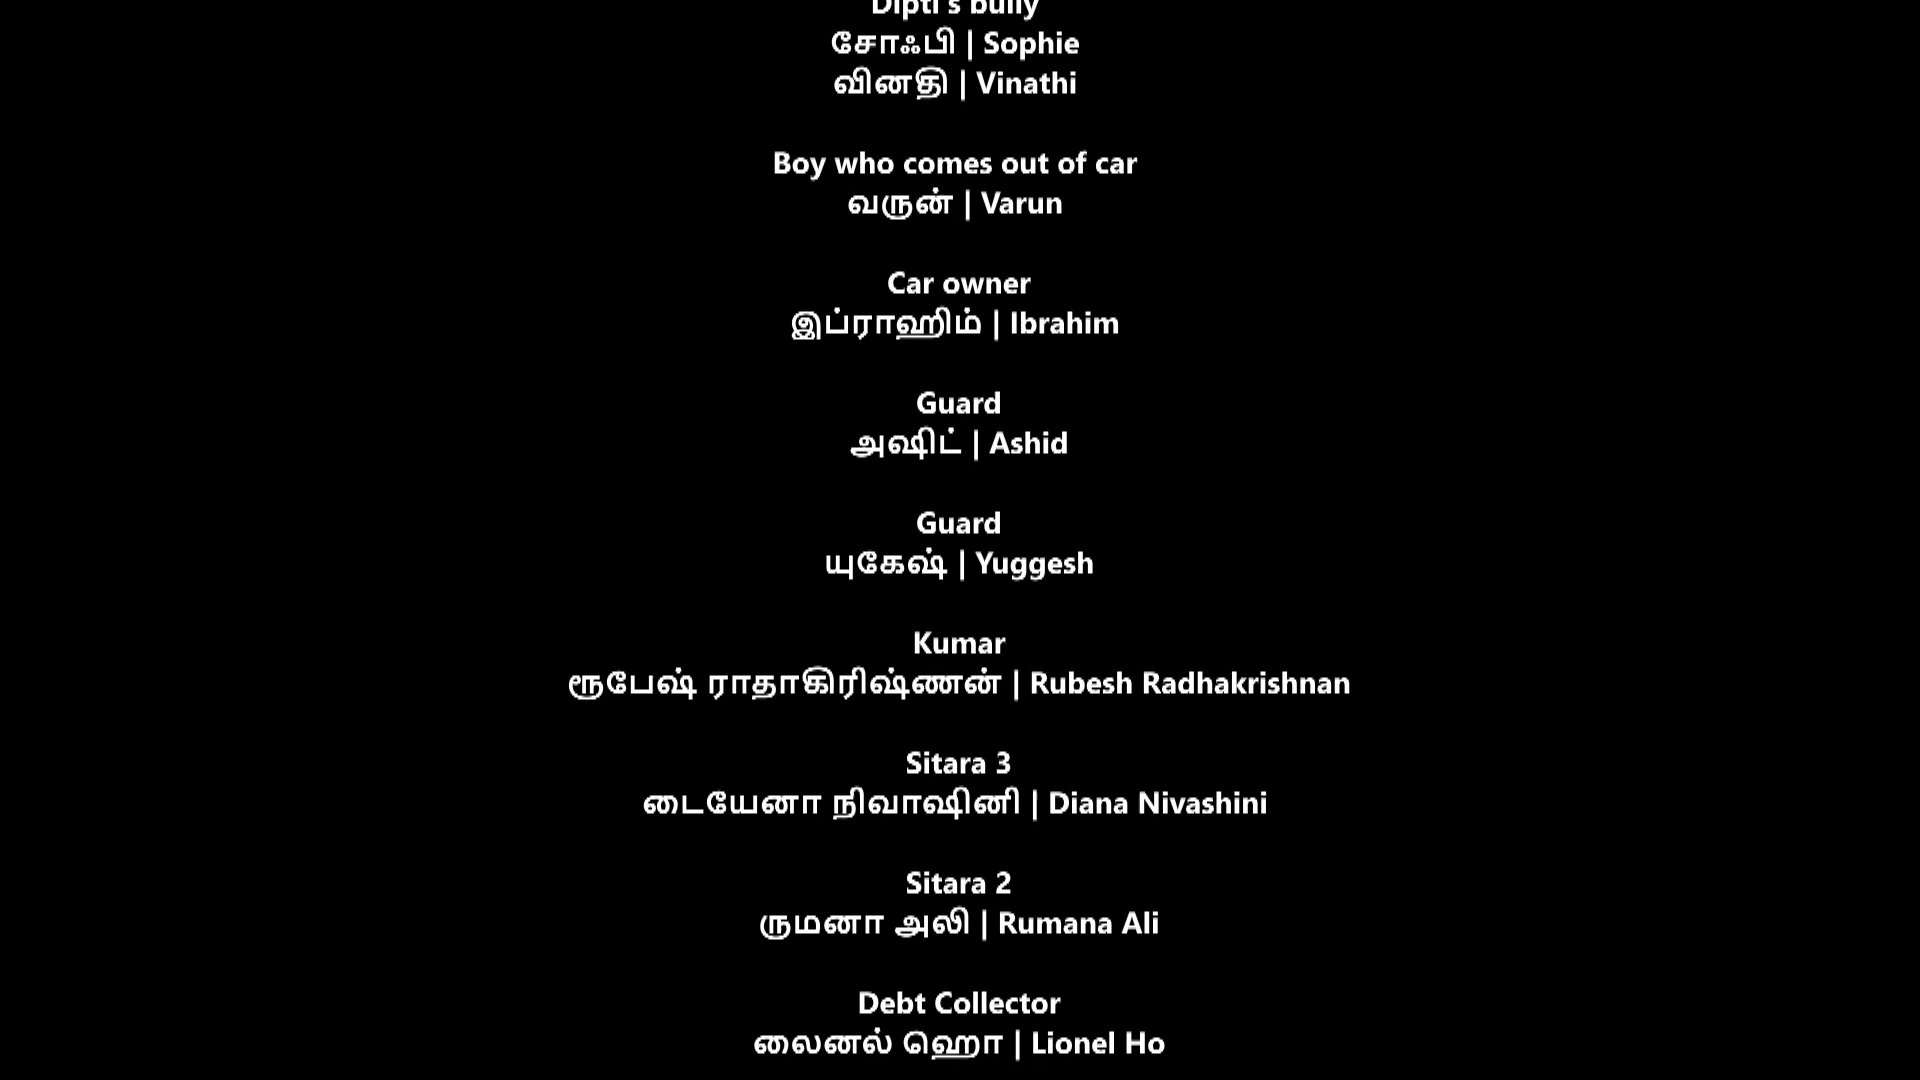 Dipti's bully
சோஃபி | Sophie
வினதி | Vinathi
Boy who comes out of car
வருன் | Varun
Car owner
இப்ராஹிம் | Ibrahim
Guard
அஷிட் | Ashid
Guard
யுகேஷ் | Yuggesh
Kumar
ரூபேஷ் ராதாகிரிஷ்ணன் | Rubesh Radhakrishnan
Sitara 3
டையேனா நிவாஷினி | Diana Nivashini
Sitara 2
ருமனா அலி | Rumana Ali
Debt Collector
லைனல் ஹொ | Lionel Ho